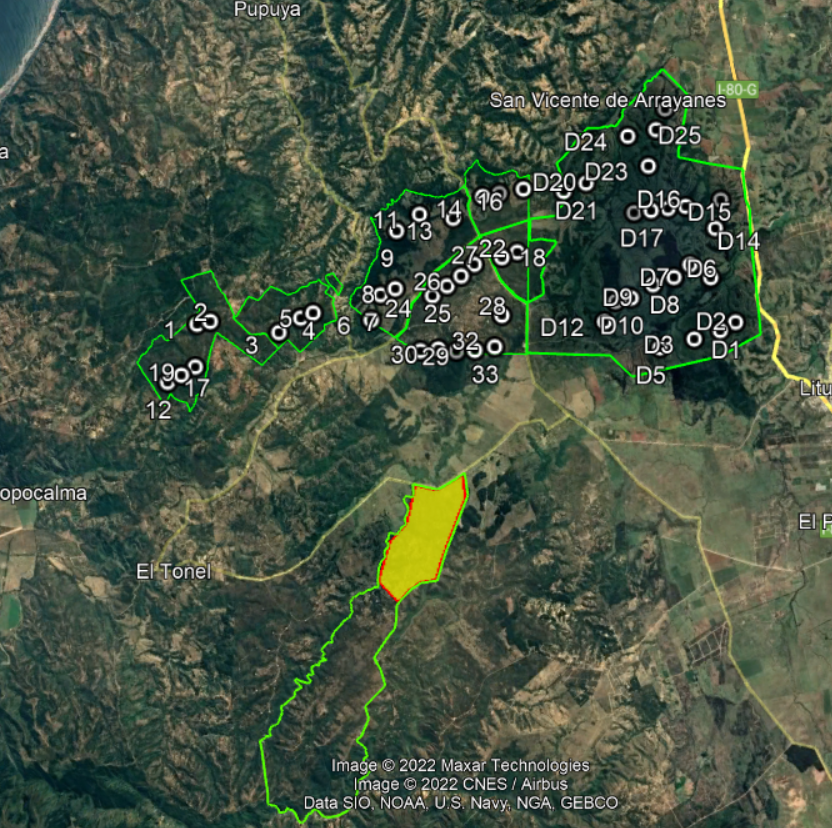 Pupuya
I-80-G
San Vicente de Arrayanes
a
D24
D25
D23
D20
16
D21
D16
D15
14
11
13
D17
D14
9
27
22
18
26
D7
D6
8
24
25
D9
D8
2
5
4
6
7
28
1
3
D12
D10
D2
D3
D1
30
29
32
33
D5
19
17
12
Litu
opocalma
El P
El Tonel
Image © 2022 Maxar Technologies
Image © 2022 CNES / Airbus
Data SIO, NOAA, U.S. Navy, NGA, GEBCO